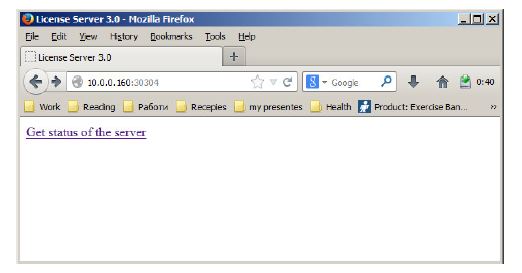 License Server 3.0 - Mozilla Firefox
File Edit View History Bookmarks Tools Help
License Server 3.0
10.0.0.160:30304 Google 0:40
Work Reading Работи Recepies my presentes Health Product: Exercise Ban... »
Get status of the server